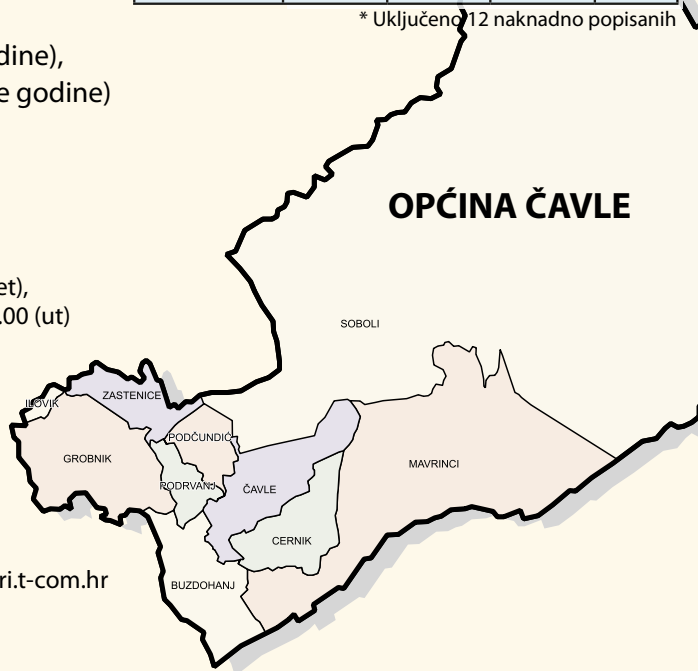 * Uključeno 12 naknadno popisanih
dine),
e godine)
OPĆINA ČAVLE
et),
.00 (ut)
SOBOLI
ILOVIK
ZASTENICE
PODČUNDIĆ
GROBNIK
MAVRINCI
PODRVANJ
ČAVLE
CERNIK
ri.t-com.hr
BUZDOHANJ